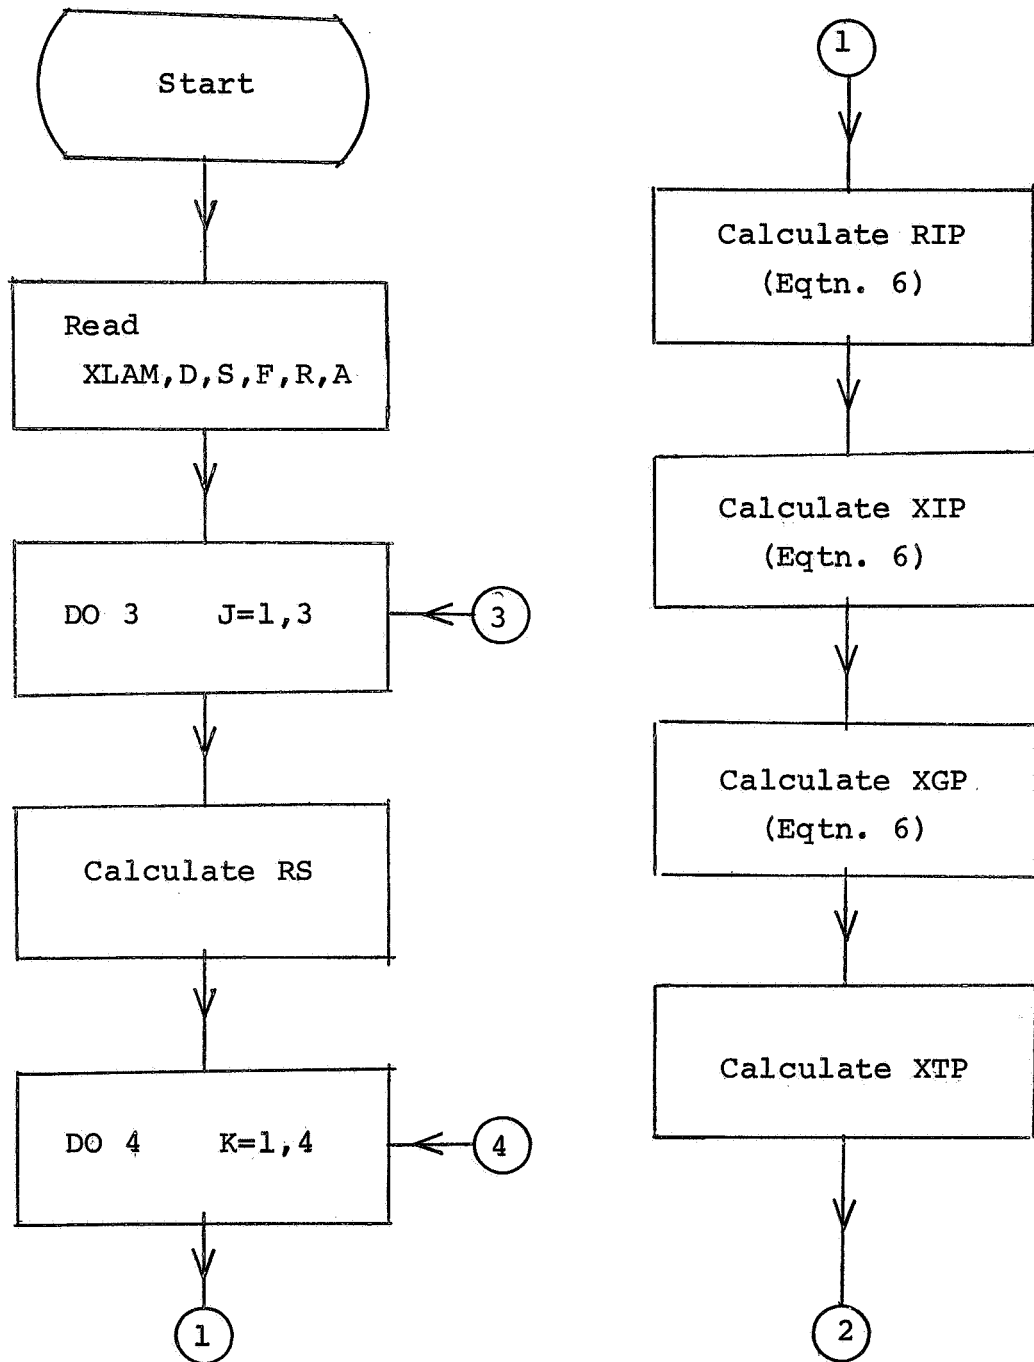 Start
Read
XLAM,D,S,F,R,A
DO 3 J=1,3
3
Calculate RS
DO 4 K=1,4
4
1
1
Calculate RIP
(Eqtn. 6)
Calculate XIP
(Eqtn. 6)
Calculate XGP
(Eqtn. 6)
Calculate XTP
2